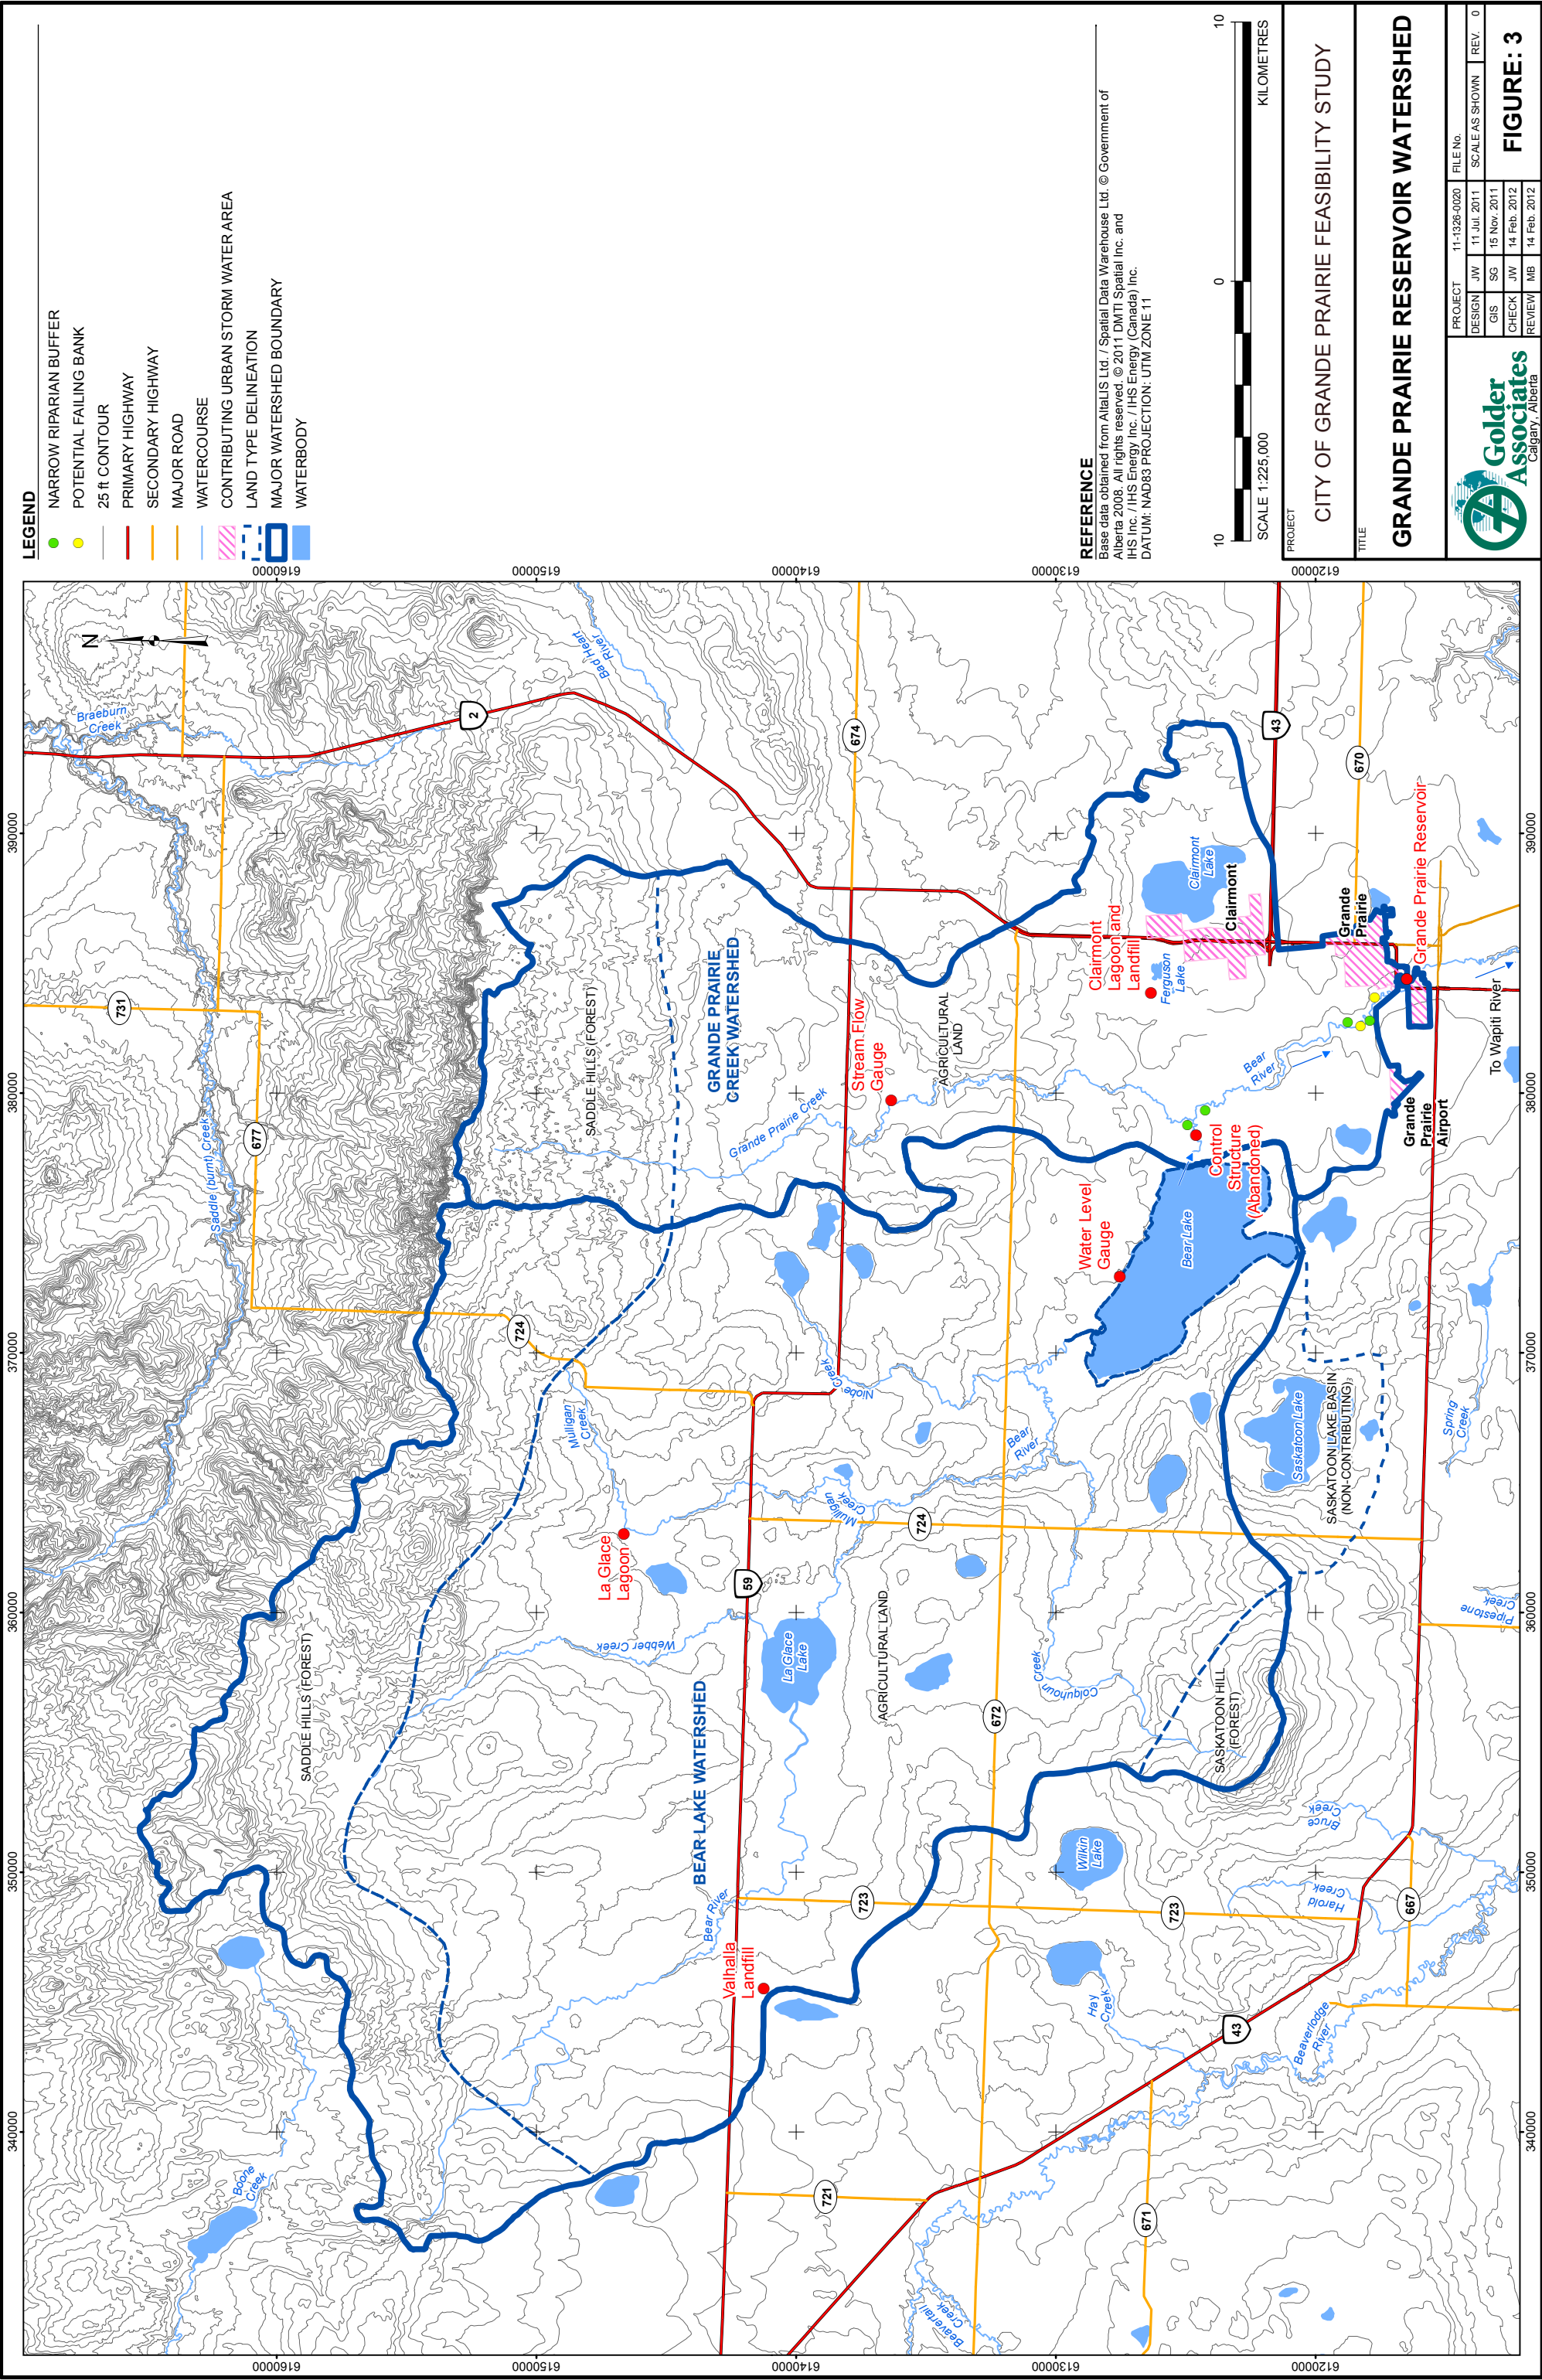 LEGEND
NARROW RIPARIAN BUFFER
POTENTIAL FAILING BANK
25 ft CONTOUR
PRIMARY HIGHWAY
SECONDARY HIGHWAY
MAJOR ROAD
WATERCOURSE
CONTRIBUTING URBAN STORM WATER AREA
LAND TYPE DELINEATION
MAJOR WATERSHED BOUNDARY
WATERBODY
REFERENCE
Base data obtained from AltaLIS Ltd. / Spatial Data Warehouse Ltd. © Government of
Alberta 2008. All rights reserved. © 2011 DMTI Spatial Inc. and
IHS Inc. / IHS Energy Inc. / IHS Energy (Canada) Inc.
DATUM: NAD83 PROJECTION: UTM ZONE 11
10
0
10
SCALE 1:225,000
KILOMETRES
PROJECT
CITY OF GRANDE PRAIRIE FEASIBILITY STUDY
TITLE
GRANDE PRAIRIE RESERVOIR WATERSHED
Golder
Associates
Calgary, Alberta
PROJECT 11-1326-0020 FILE No.
DESIGN JW 11 Jul. 2011 SCALE AS SHOWN REV. 0
GIS SG 15 Nov. 2011
CHECK JW 14 Feb. 2012
REVIEW MB 14 Feb. 2012
FIGURE: 3
340000
350000
360000
370000
380000
390000
340000
350000
360000
370000
380000
390000
6160000
6150000
6140000
6130000
6120000
6160000
6150000
6140000
6130000
6120000
N
Boone
Creek
Saddle (burnt) Creek
Braeburn
Creek
Bad Heart
River
731
677
2
724
674
SADDLE HILLS (FOREST)
SADDLE HILLS (FOREST)
GRANDE PRAIRIE
CREEK WATERSHED
Grande Prairie Creek
Mulligan
Creek
La Glace
Lagoon
Webber Creek
BEAR LAKE WATERSHED
59
Bear River
Valhalla
Landfill
La Glace
Lake
Mulligan
Creek
Niobe Creek
Stream Flow
Gauge
AGRICULTURAL
LAND
AGRICULTURAL LAND
721
723
724
672
Bear
River
Colquhoun
Creek
Wilkin
Lake
Hay
Creek
723
671
43
Beavertail
Creek
Beaverlodge
River
Harold
Creek
Bruce
Creek
667
SASKATOON HILL
(FOREST)
Water Level
Gauge
Bear Lake
Control
Structure
(Abandoned)
Saskatoon Lake
SASKATOON LAKE BASIN
(NON-CONTRIBUTING)
Spring
Creek
Pipestone
Creek
Clairmont
Lagoon and
Landfill
Ferguson
Lake
Clairmont
Lake
Clairmont
43
670
Bear
River
Grande
Prairie
Grande Prairie Reservoir
Grande
Prairie
Airport
To Wapiti River